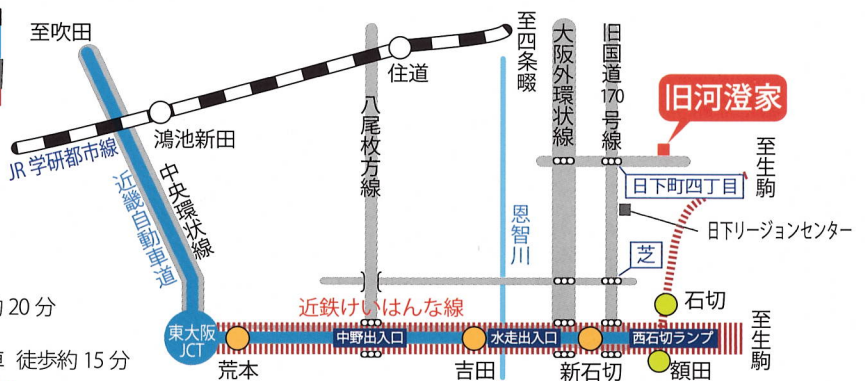 至吹田
住道
至四条畷
大阪外環状線
旧国道170号線
旧河澄家
鴻池新田
八尾枚方線
至生駒
JR学研都市線
中央環状線
近畿自動車道
日下町四丁目
恩智川
日下リージョンセンター
芝
20分
近鉄けいはんな線
石切
東大阪
JCT
中野出入口
水走出入口
西石切ランプ
至生駒
徒歩約15分
荒本
吉田
新石切
額田